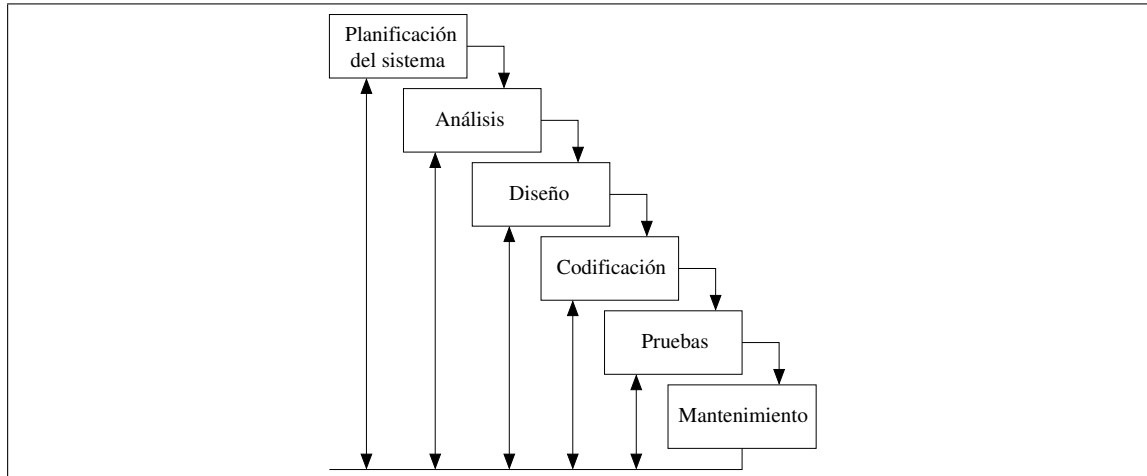 Planificación
del sistema
Análisis
Diseño
Codificación
Pruebas
Mantenimiento